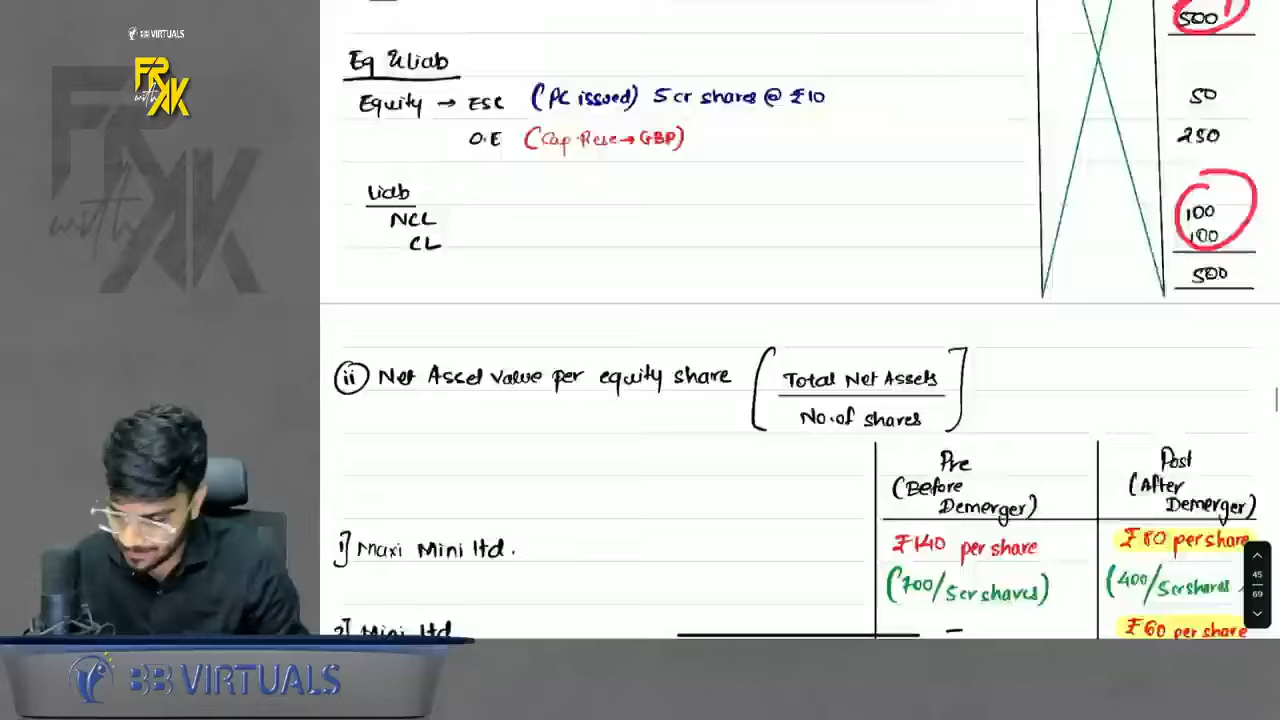 BB VIRTUALS
FR
with AK
500
Eq & Liab
Equity → ESC (PC issued) 5 cr shares @ ₹10 50
O.E (Cap. Rese → GBP) 250
Liab
NCL 100
CL 100
500
ii Net Asset value per equity share [Total Net Assets
No. of shares]
Pre Post
(Before (After
Demerger) Demerger)
1] Maxi Mini ltd. ₹140 per share ₹80 per share
(700/5cr shares) (400/5cr shares
2] Mini ltd — ₹60 per share
45
69
BB VIRTUALS